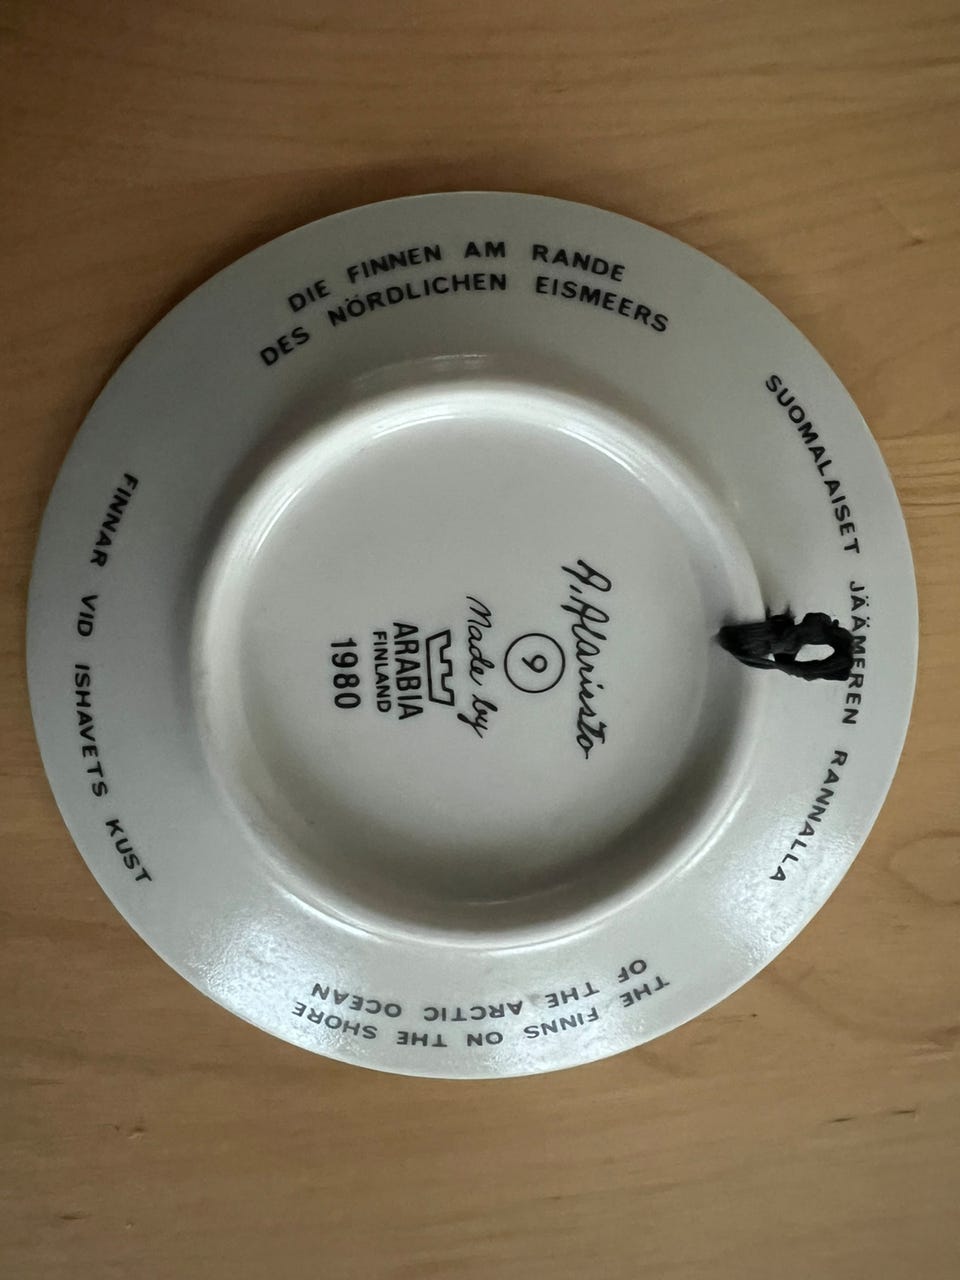 SUOMALAISET JÄÄMEREN RANNALLA
THE FINNS ON THE SHORE
OF THE ARCTIC OCEAN
FINNAR VID ISHAVETS KUST
DIE FINNEN AM RANDE
DES NÖRDLICHEN EISMEERS
A. Alariesto
9
Made by
ARABIA
FINLAND
1980